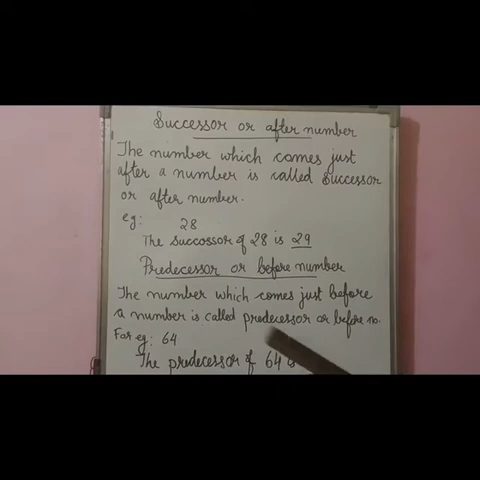 Successor or after number
The number which comes just
after a number is called Successor
or after number.
eg: 28
The successor of 28 is 29
Predecessor or before number
The number which comes just before
a number is called predecessor or before no.
For eg: 64
The predecessor of 64 is